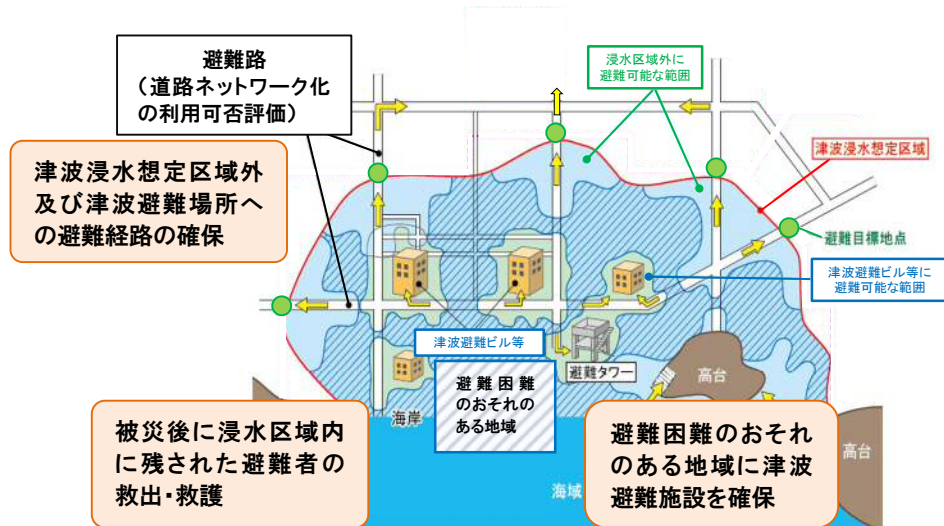 避難路
（道路ネットワーク化
の利用可否評価）
浸水区域外に
避難可能な範囲
津波浸水想定区域
津波浸水想定区域外
及び津波避難場所へ
の避難経路の確保
避難目標地点
津波避難ビル等に
避難可能な範囲
津波避難ビル等
避難タワー
避難困難
のおそれの
ある地域
高台
海岸
被災後に浸水区域内
に残された避難者の
救出・救護
避難困難のおそれ
のある地域に津波
避難施設を確保
高台
海域